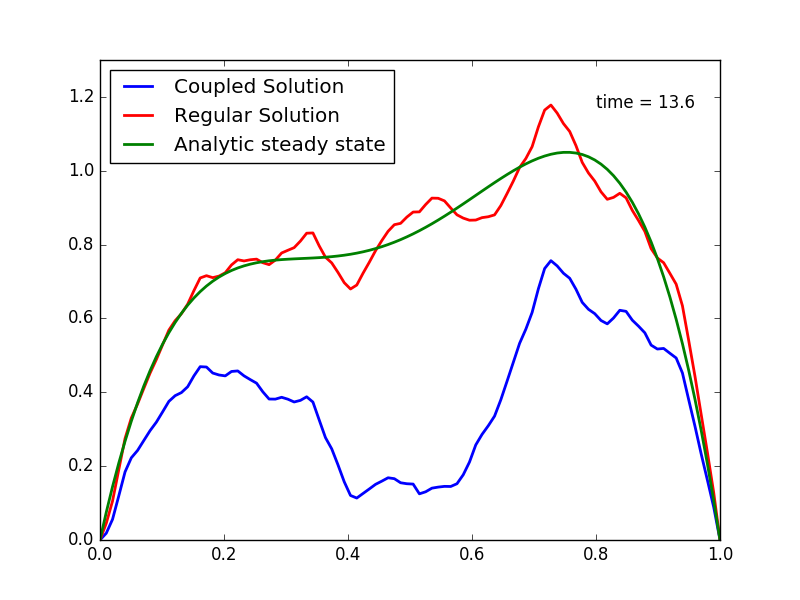 Coupled Solution
Regular Solution
Analytic steady state
time = 13.6
1.2
1.0
0.8
0.6
0.4
0.2
0.0
0.0 0.2 0.4 0.6 0.8 1.0